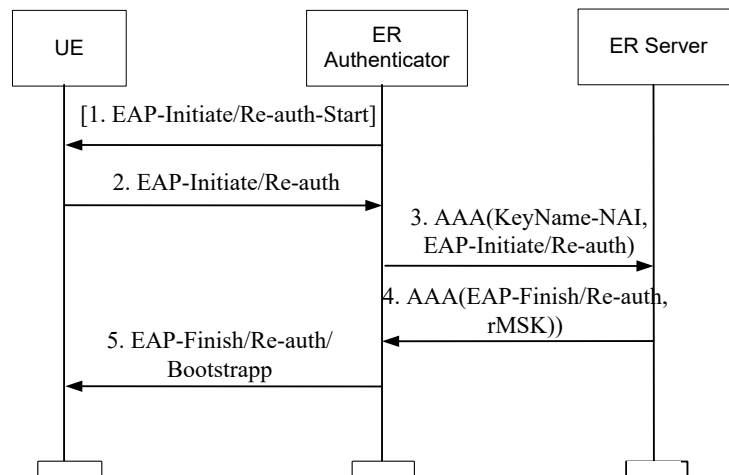 UE
ER
Authenticator
ER Server
[1. EAP-Initiate/Re-auth-Start]
2. EAP-Initiate/Re-auth
3. AAA(KeyName-NAI,
EAP-Initiate/Re-auth)
4. AAA(EAP-Finish/Re-auth,
rMSK))
5. EAP-Finish/Re-auth/
Bootstrapp